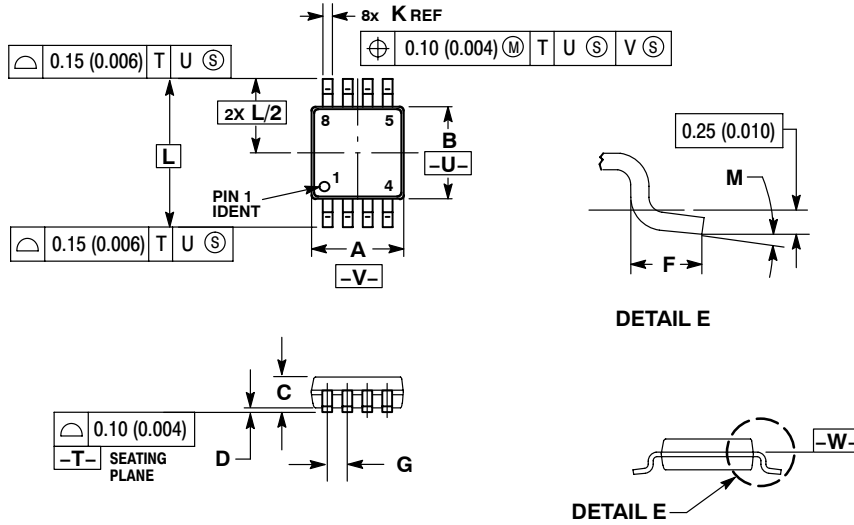 8x K REF
⌖ 0.10 (0.004) Ⓜ T U Ⓢ V Ⓢ
⌓ 0.15 (0.006) T U Ⓢ
2X L/2
8 5
B
–U–
L
1
4
PIN 1
IDENT
⌓ 0.15 (0.006) T U Ⓢ
A
–V–
0.25 (0.010)
M
F
DETAIL E
C
⌓ 0.10 (0.004)
–T– SEATING
PLANE
D
G
–W–
DETAIL E